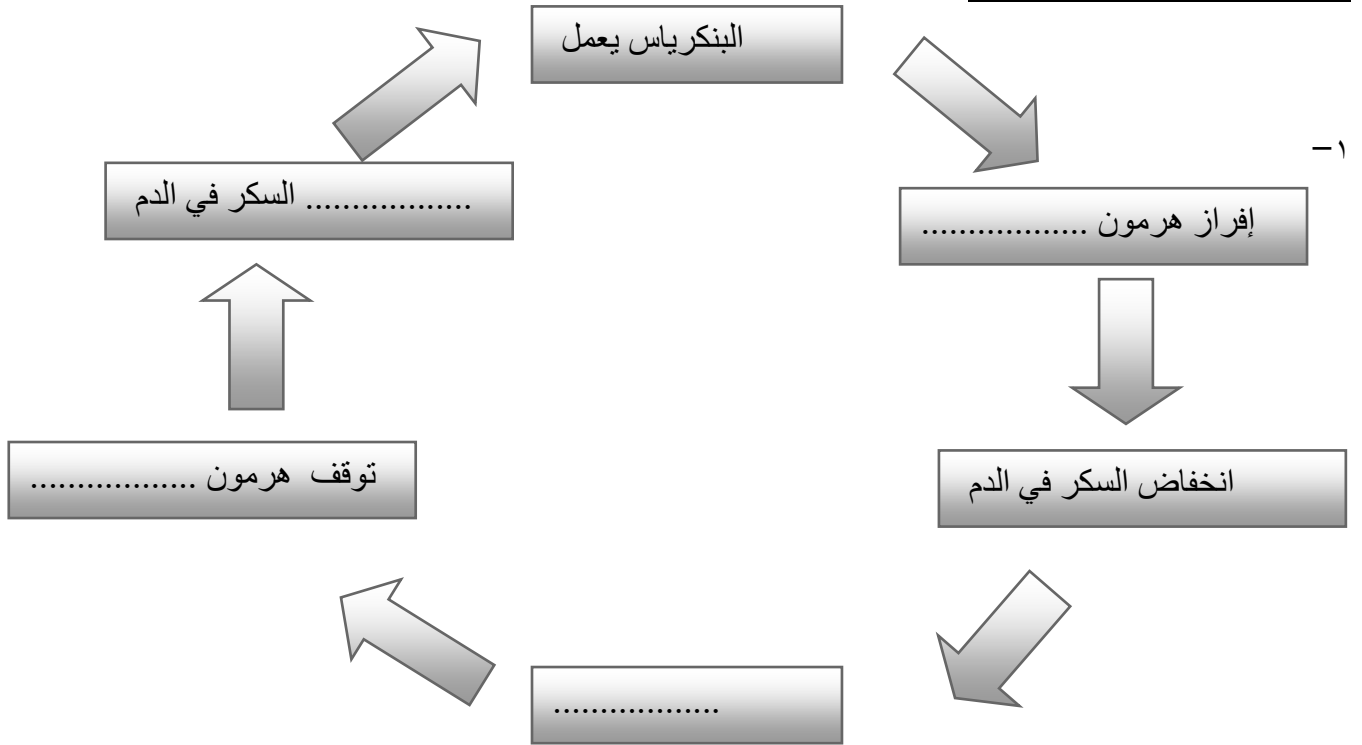 البنكرياس يعمل
١-
إفراز هرمون ..................
انخفاض السكر في الدم
..................
توقف هرمون ..................
.................. السكر في الدم